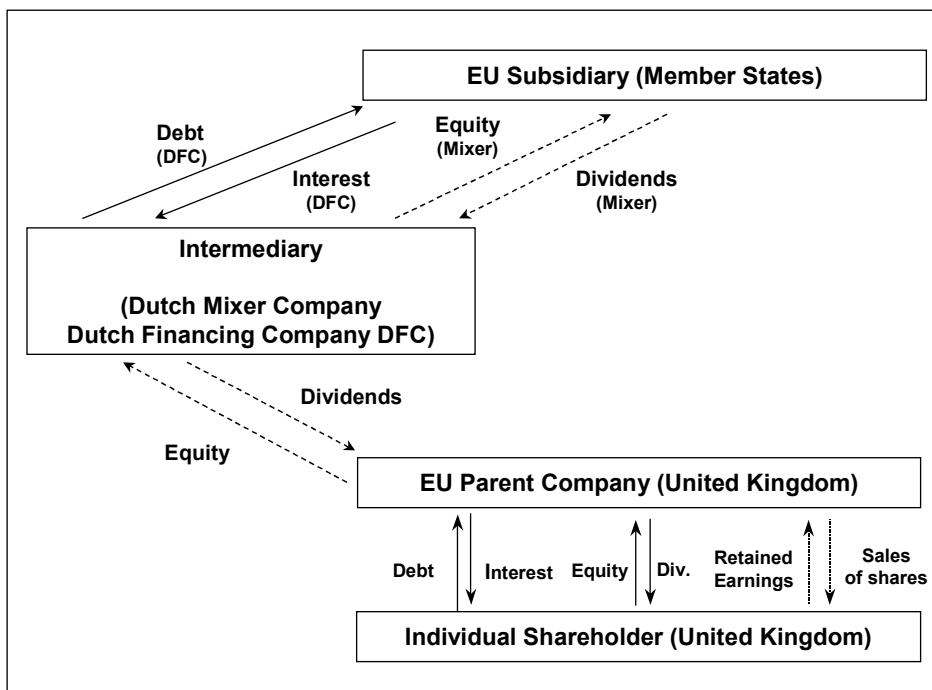 EU Subsidiary (Member States)
Debt
(DFC)
Equity
(Mixer)
Interest
(DFC)
Dividends
(Mixer)
Intermediary
(Dutch Mixer Company
Dutch Financing Company DFC)
Dividends
Equity
EU Parent Company (United Kingdom)
Debt
Interest
Equity
Div.
Retained
Earnings
Sales
of shares
Individual Shareholder (United Kingdom)